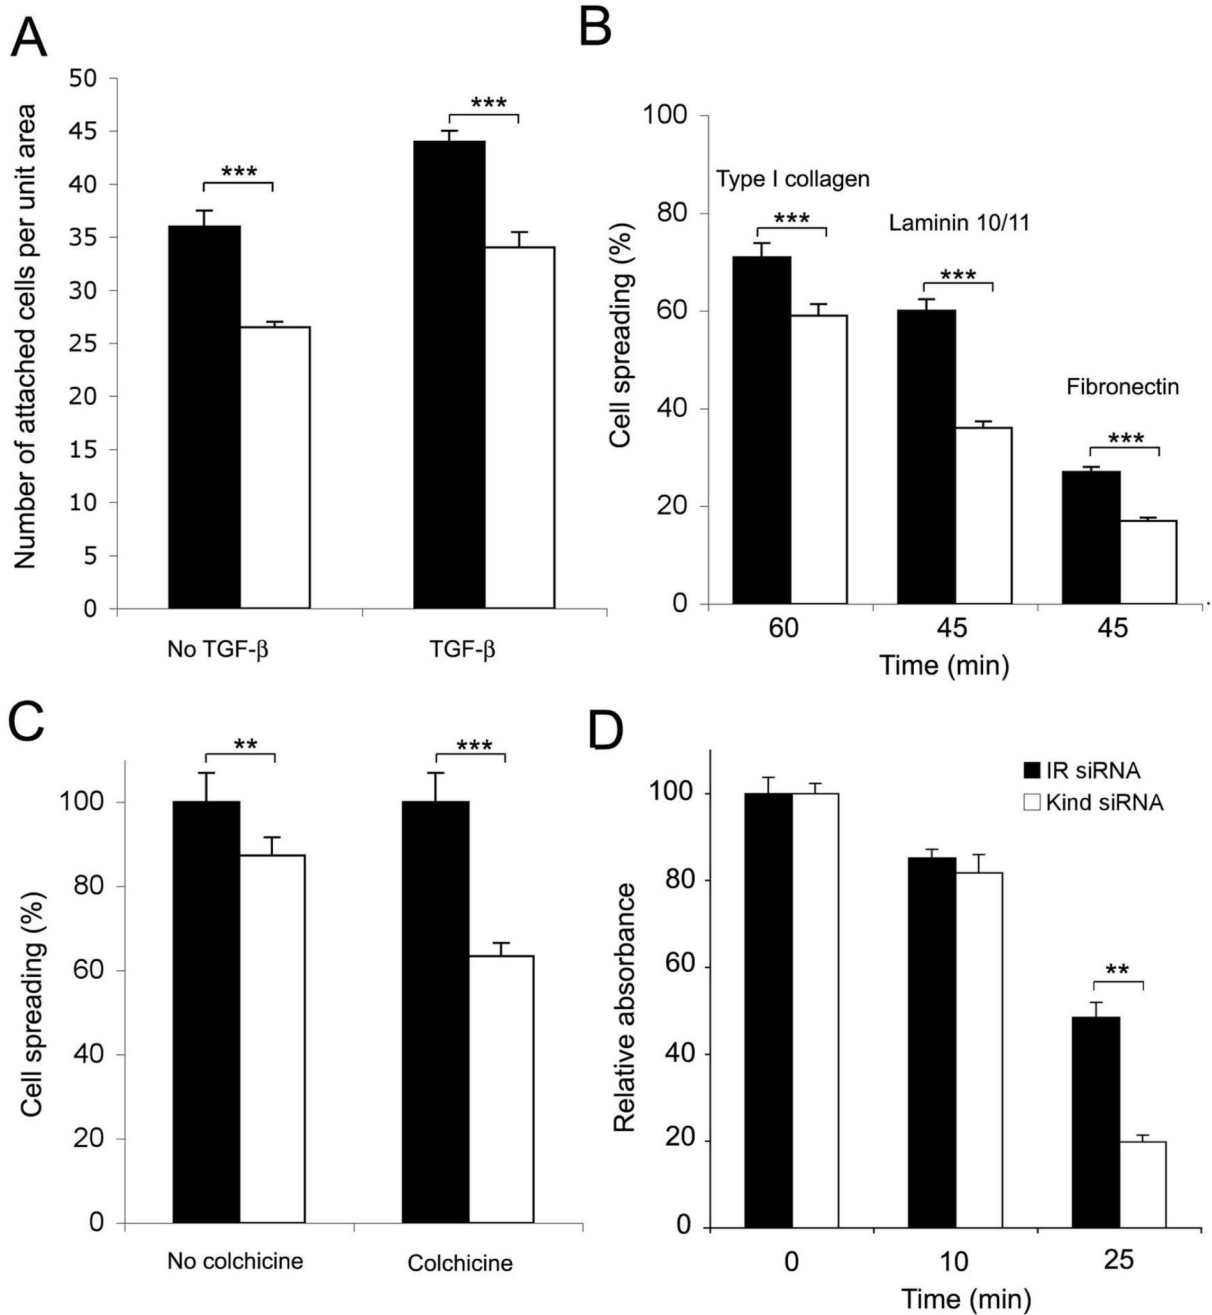 A
Number of attached cells per unit area
50
45
40
35
30
25
20
15
10
5
0
***
***
No TGF-β
TGF-β
B
Cell spreading (%)
100
80
60
40
20
0
Type I collagen
***
Laminin 10/11
***
Fibronectin
***
60
45
45
Time (min)
C
Cell spreading (%)
100
80
60
40
20
0
**
***
No colchicine
Colchicine
D
Relative absorbance
100
80
60
40
20
0
IR siRNA
Kind siRNA
**
0
10
25
Time (min)